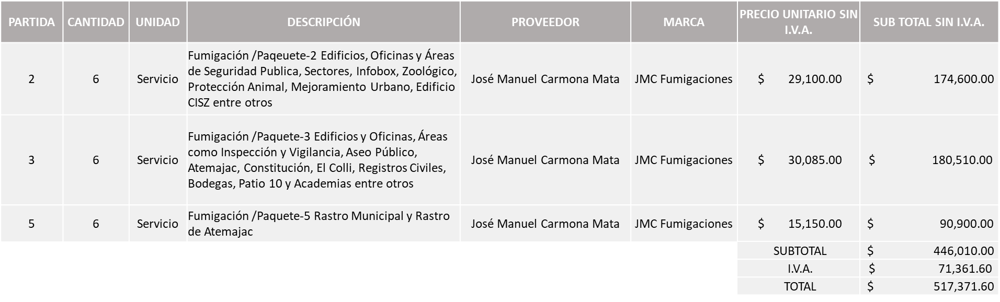 PARTIDA CANTIDAD UNIDAD DESCRIPCIÓN PROVEEDOR MARCA PRECIO UNITARIO SIN I.V.A. SUB TOTAL SIN I.V.A.
2 6 Servicio
Fumigación /Paqeuete-2 Edificios, Oficinas y Áreas
de Seguridad Publica, Sectores, Infobox, Zoológico,
Protección Animal, Mejoramiento Urbano, Edificio
CISZ entre otros
José Manuel Carmona Mata JMC Fumigaciones $ 29,100.00 $ 174,600.00
3 6 Servicio
Fumigación /Paquete-3 Edificios y Oficinas, Áreas
como Inspección y Vigilancia, Aseo Público,
Atemajac, Constitución, El Colli, Registros Civiles,
Bodegas, Patio 10 y Academias entre otros
José Manuel Carmona Mata JMC Fumigaciones $ 30,085.00 $ 180,510.00
5 6 Servicio
Fumigación /Paquete-5 Rastro Municipal y Rastro
de Atemajac
José Manuel Carmona Mata JMC Fumigaciones $ 15,150.00 $ 90,900.00
SUBTOTAL $ 446,010.00
I.V.A. $ 71,361.60
TOTAL $ 517,371.60